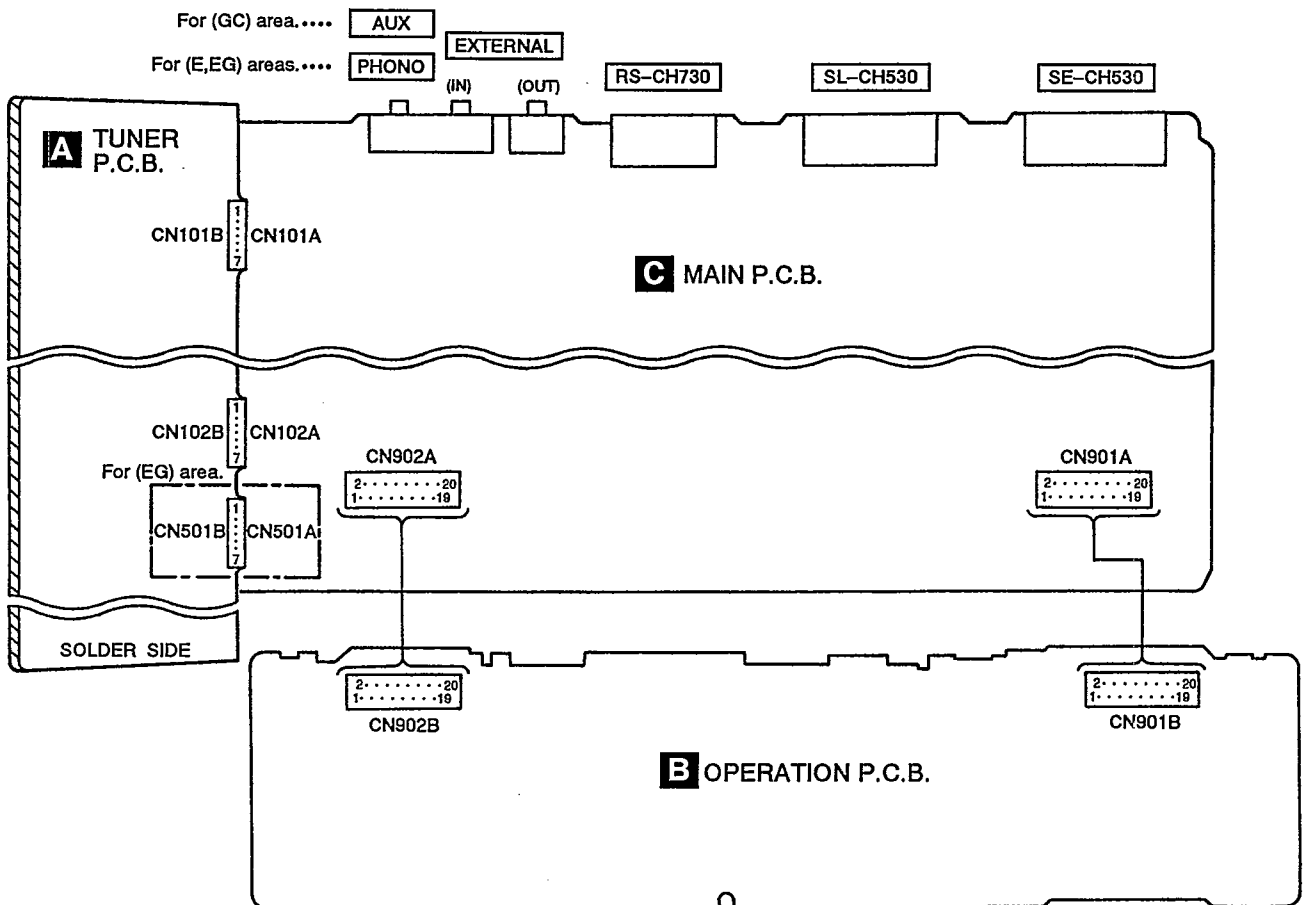 For (GC) area.•••• AUX
EXTERNAL
For (E,EG) areas.•••• PHONO
(IN) (OUT)
RS–CH730 SL–CH530 SE–CH530
A TUNER
P.C.B.
1
CN101B CN101A
7
C MAIN P.C.B.
1
CN102B CN102A
7
For (EG) area.
1
CN501B CN501A
7
CN902A
2••••••••20
1••••••••19
CN901A
2••••••••20
1••••••••19
SOLDER SIDE
2••••••••20
1••••••••19
CN902B
2••••••••20
1••••••••19
CN901B
B OPERATION P.C.B.